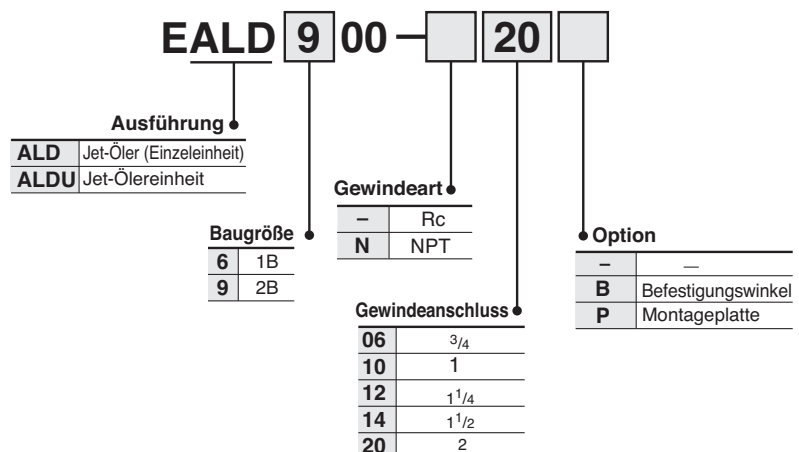 EALD 9 00 – 20
Ausführung
ALD Jet-Öler (Einzeleinheit)
ALDU Jet-Ölereinheit
Gewindeart
– Rc
N NPT
Baugröße
6 1B
9 2B
Option
– —
B Befestigungswinkel
P Montageplatte
Gewindeanschluss
06 3/4
10 1
12 1 1/4
14 1 1/2
20 2